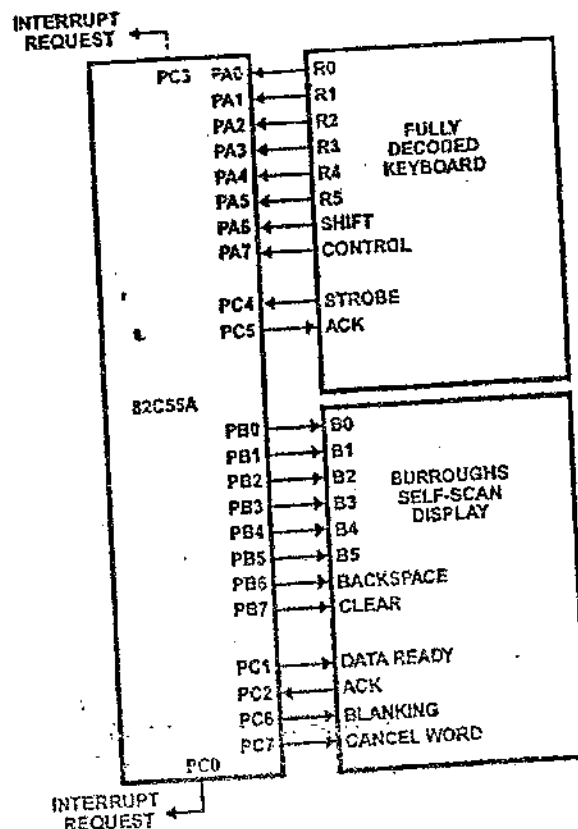 INTERRUPT
REQUEST
PC3 PA0 R0
PA1 R1
PA2 R2
PA3 R3
PA4 R4
PA5 R5
PA6 SHIFT
PA7 CONTROL
FULLY
DECODED
KEYBOARD
PC4 STROBE
PC5 ACK
82C55A
PB0 B0
PB1 B1
PB2 B2
PB3 B3
PB4 B4
PB5 B5
PB6 BACKSPACE
PB7 CLEAR
BURROUGHS
SELF-SCAN
DISPLAY
PC1 DATA READY
PC2 ACK
PC6 BLANKING
PC7 CANCEL WORD
PC0
INTERRUPT
REQUEST